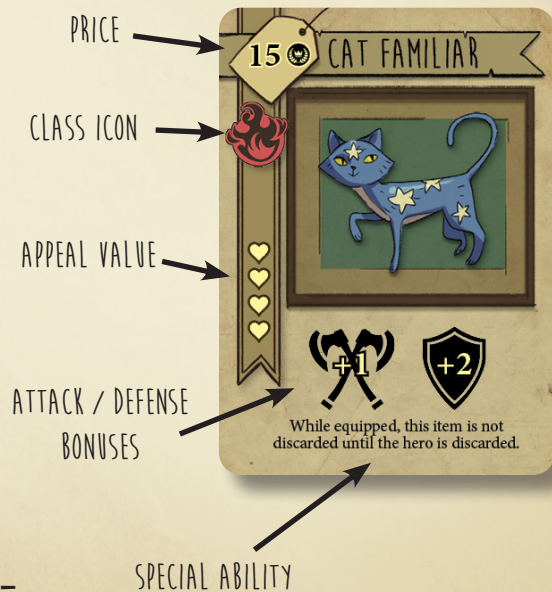 PRICE
15
CAT FAMILIAR
CLASS ICON
APPEAL VALUE
ATTACK / DEFENSE
BONUSES
+1
+2
While equipped, this item is not
discarded until the hero is discarded.
SPECIAL ABILITY